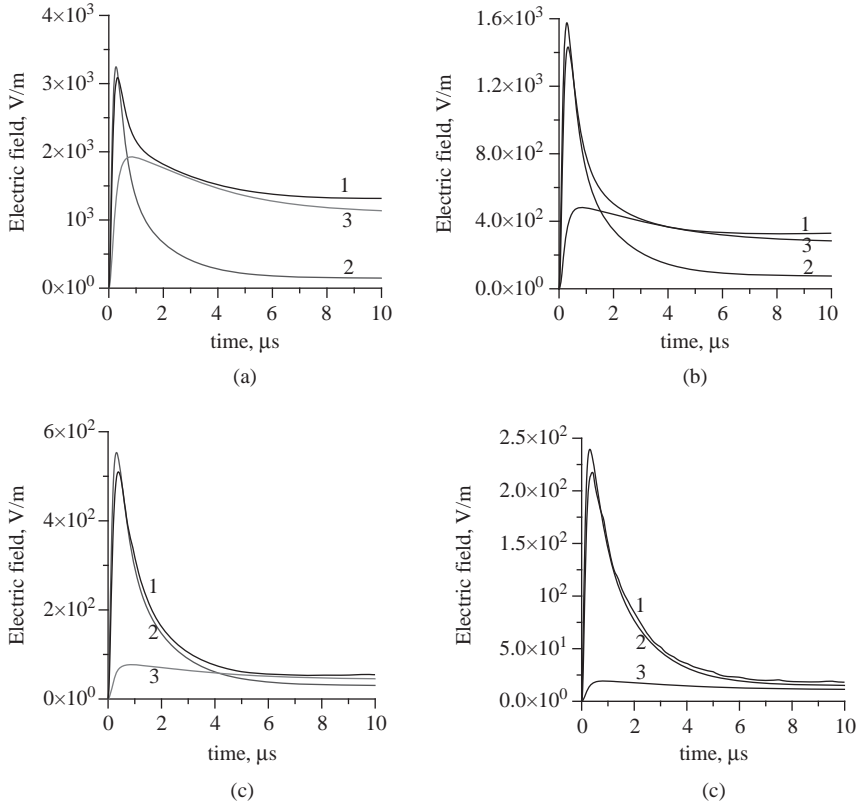 4×10³
3×10³
2×10³
10³
0×10⁰
Electric field, V/m
1
3
2
0 2 4 6 8 10
time, μs
(a)
1.6×10³
1.2×10³
8.0×10²
4.0×10²
0.0×10⁰
Electric field, V/m
1
3
2
0 2 4 6 8 10
time, μs
(b)
6×10²
4×10²
2×10²
0×10⁰
Electric field, V/m
1
2
3
0 2 4 6 8 10
time, μs
(c)
2.5×10²
2.0×10²
1.5×10²
10×10²
5.0×10¹
0.0×10⁰
Electric field, V/m
1
2
3
0 2 4 6 8 10
time, μs
(c)